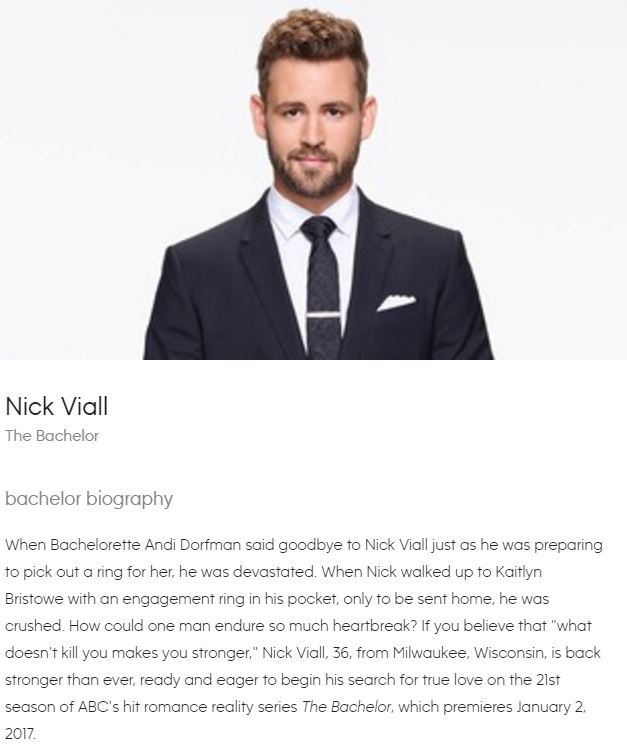 Nick Viall
The Bachelor
bachelor biography
When Bachelorette Andi Dorfman said goodbye to Nick Viall just as he was preparing
to pick out a ring for her, he was devastated. When Nick walked up to Kaitlyn
Bristowe with an engagement ring in his pocket, only to be sent home, he was
crushed. How could one man endure so much heartbreak? If you believe that "what
doesn't kill you makes you stronger," Nick Viall, 36, from Milwaukee, Wisconsin, is back
stronger than ever, ready and eager to begin his search for true love on the 21st
season of ABC's hit romance reality series The Bachelor, which premieres January 2,
2017.